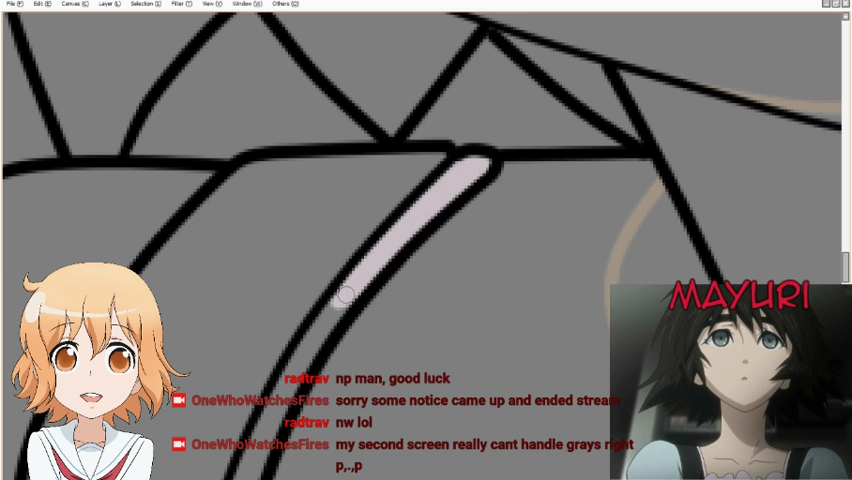 File (F) Edit (E) Canvas (C) Layer (L) Selection (S) Filter (T) View (V) Window (W) Others (O)
MAYURI
radtrav np man, good luck
OneWhoWatchesFires sorry some notice came up and ended stream
radtrav nw lol
OneWhoWatchesFires my second screen really cant handle grays right
p,.,p